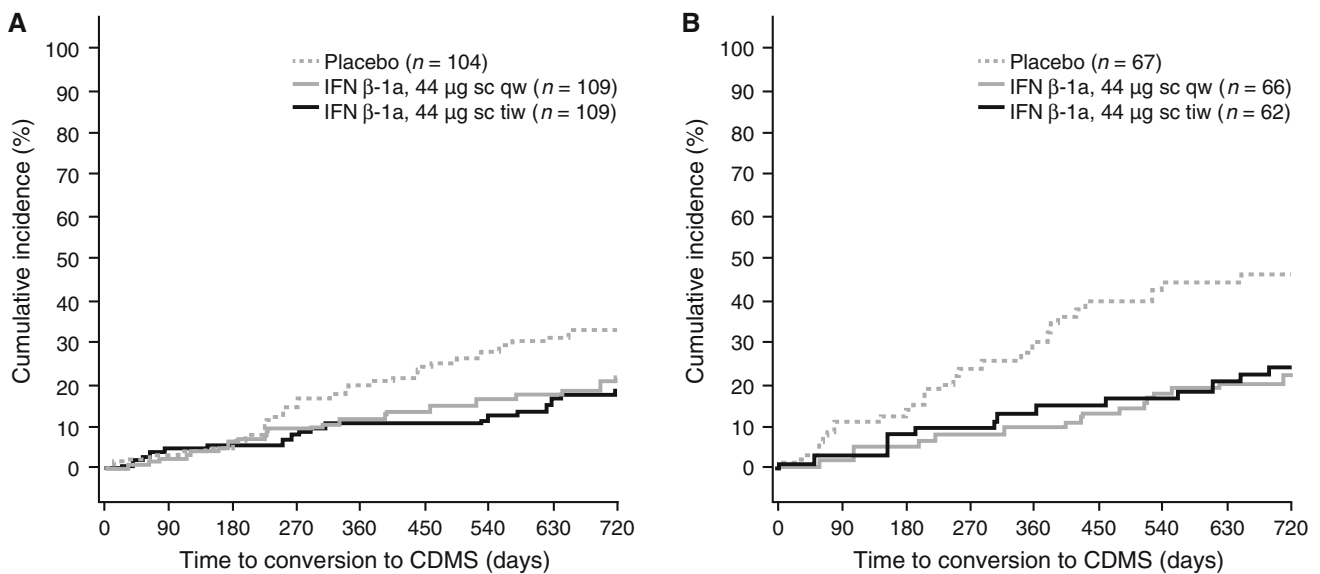 A
Cumulative incidence (%)
100
90
80
70
60
50
40
30
20
10
0
Placebo (n = 104)
IFN β-1a, 44 μg sc qw (n = 109)
IFN β-1a, 44 μg sc tiw (n = 109)
0 90 180 270 360 450 540 630 720
Time to conversion to CDMS (days)
B
Cumulative incidence (%)
100
90
80
70
60
50
40
30
20
10
0
Placebo (n = 67)
IFN β-1a, 44 μg sc qw (n = 66)
IFN β-1a, 44 μg sc tiw (n = 62)
0 90 180 270 360 450 540 630 720
Time to conversion to CDMS (days)